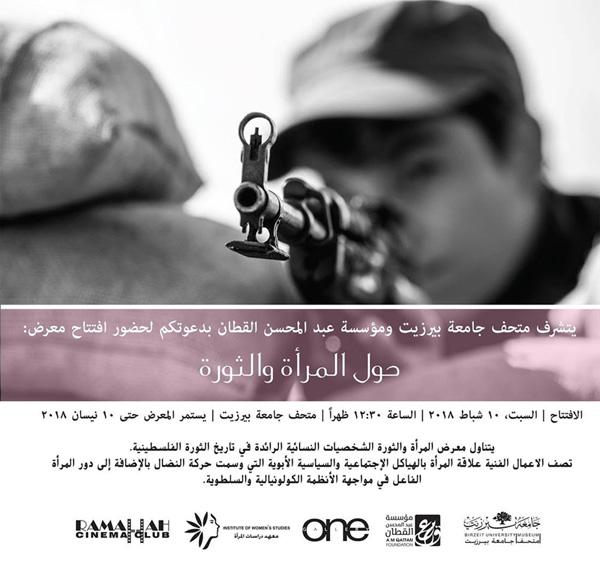 يتشرف متحف جامعة بيرزيت ومؤسسة عبد المحسن القطان بدعوتكم لحضور افتتاح معرض:
حول المرأة والثورة
الافتتاح | السبت، ١٠ شباط ٢٠١٨ | الساعة ١٢:٣٠ ظهراً | متحف جامعة بيرزيت | يستمر المعرض حتى ١٠ نيسان ٢٠١٨
يتناول معرض المرأة والثورة الشخصيات النسائية الرائدة في تاريخ الثورة الفلسطينية.
تصف الاعمال الفنية علاقة المرأة بالهياكل الإجتماعية والسياسية الأبوية التي وسمت حركة النضال بالإضافة إلى دور المرأة
الفاعل في مواجهة الأنظمة الكولونيالية والسلطوية.
RAMALLAH
CINEMA CLUB
INSTITUTE OF WOMEN'S STUDIES
معهد دراسات المرأة
one
مؤسسة
عبد المحسن
القطان
A.M.QATTAN
FOUNDATION
جامعة بيرزيت
BIRZEIT UNIVERSITY MUSEUM
متحف جامعة بيرزيت